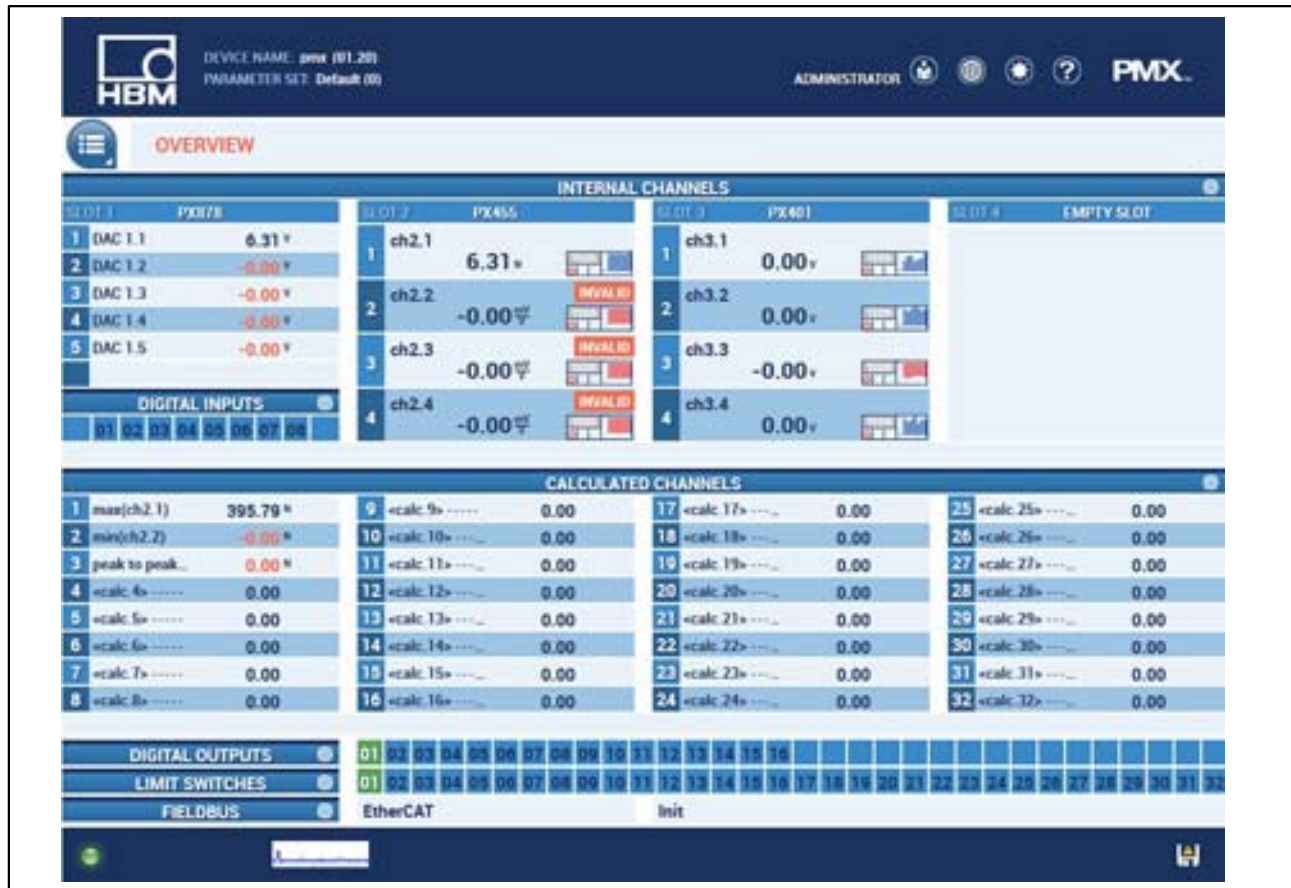 HBM
DEVICE NAME: pmx (01.20)
PARAMETER SET: Default (0)
ADMINISTRATOR
?
PMX
OVERVIEW
INTERNAL CHANNELS
SLOT 1 PX878
1 DAC 1.1 6.31 V
2 DAC 1.2 -0.00 V
3 DAC 1.3 -0.00 V
4 DAC 1.4 -0.00 V
5 DAC 1.5 -0.00 V
DIGITAL INPUTS
01 02 03 04 05 06 07 08
SLOT 2 PX455
1 ch2.1 6.31
2 ch2.2 -0.00 INVALID
3 ch2.3 -0.00 INVALID
4 ch2.4 -0.00 INVALID
SLOT 3 PX401
1 ch3.1 0.00 V
2 ch3.2 0.00 V
3 ch3.3 -0.00 V
4 ch3.4 0.00 V
SLOT 4 EMPTY SLOT
CALCULATED CHANNELS
1 max(ch2.1) 395.79 N
2 min(ch2.2) -0.00 N
3 peak to peak... 0.00 N
4 «calc.4» ----- 0.00
5 «calc.5» ----- 0.00
6 «calc.6» ----- 0.00
7 «calc.7» ----- 0.00
8 «calc.8» ----- 0.00
9 «calc.9» ----- 0.00
10 «calc.10» ---... 0.00
11 «calc.11» ---... 0.00
12 «calc.12» ---... 0.00
13 «calc.13» ---... 0.00
14 «calc.14» ---... 0.00
15 «calc.15» ---... 0.00
16 «calc.16» ---... 0.00
17 «calc.17» ---... 0.00
18 «calc.18» ---... 0.00
19 «calc.19» ---... 0.00
20 «calc.20» ---... 0.00
21 «calc.21» ---... 0.00
22 «calc.22» ---... 0.00
23 «calc.23» ---... 0.00
24 «calc.24» ---... 0.00
25 «calc.25» ---... 0.00
26 «calc.26» ---... 0.00
27 «calc.27» ---... 0.00
28 «calc.28» ---... 0.00
29 «calc.29» ---... 0.00
30 «calc.30» ---... 0.00
31 «calc.31» ---... 0.00
32 «calc.32» ---... 0.00
DIGITAL OUTPUTS 01 02 03 04 05 06 07 08 09 10 11 12 13 14 15 16
LIMIT SWITCHES 01 02 03 04 05 06 07 08 09 10 11 12 13 14 15 16 17 18 19 20 21 22 23 24 25 26 27 28 29 30 31 32
FIELDBUS EtherCAT Init